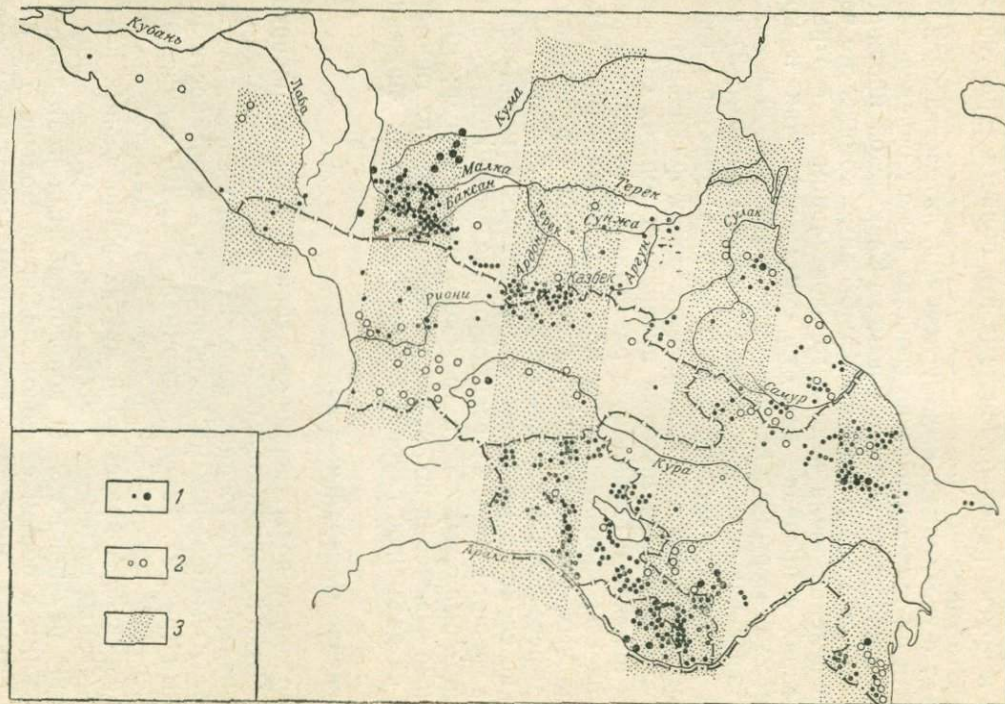 Кубань
Лаба
Кума
Малка
Баксан
Терек
Терек
Сунжа
Ардон
Аргун
Казбек
Сулак
Риони
Самур
Кура
Аракс
1
2
3